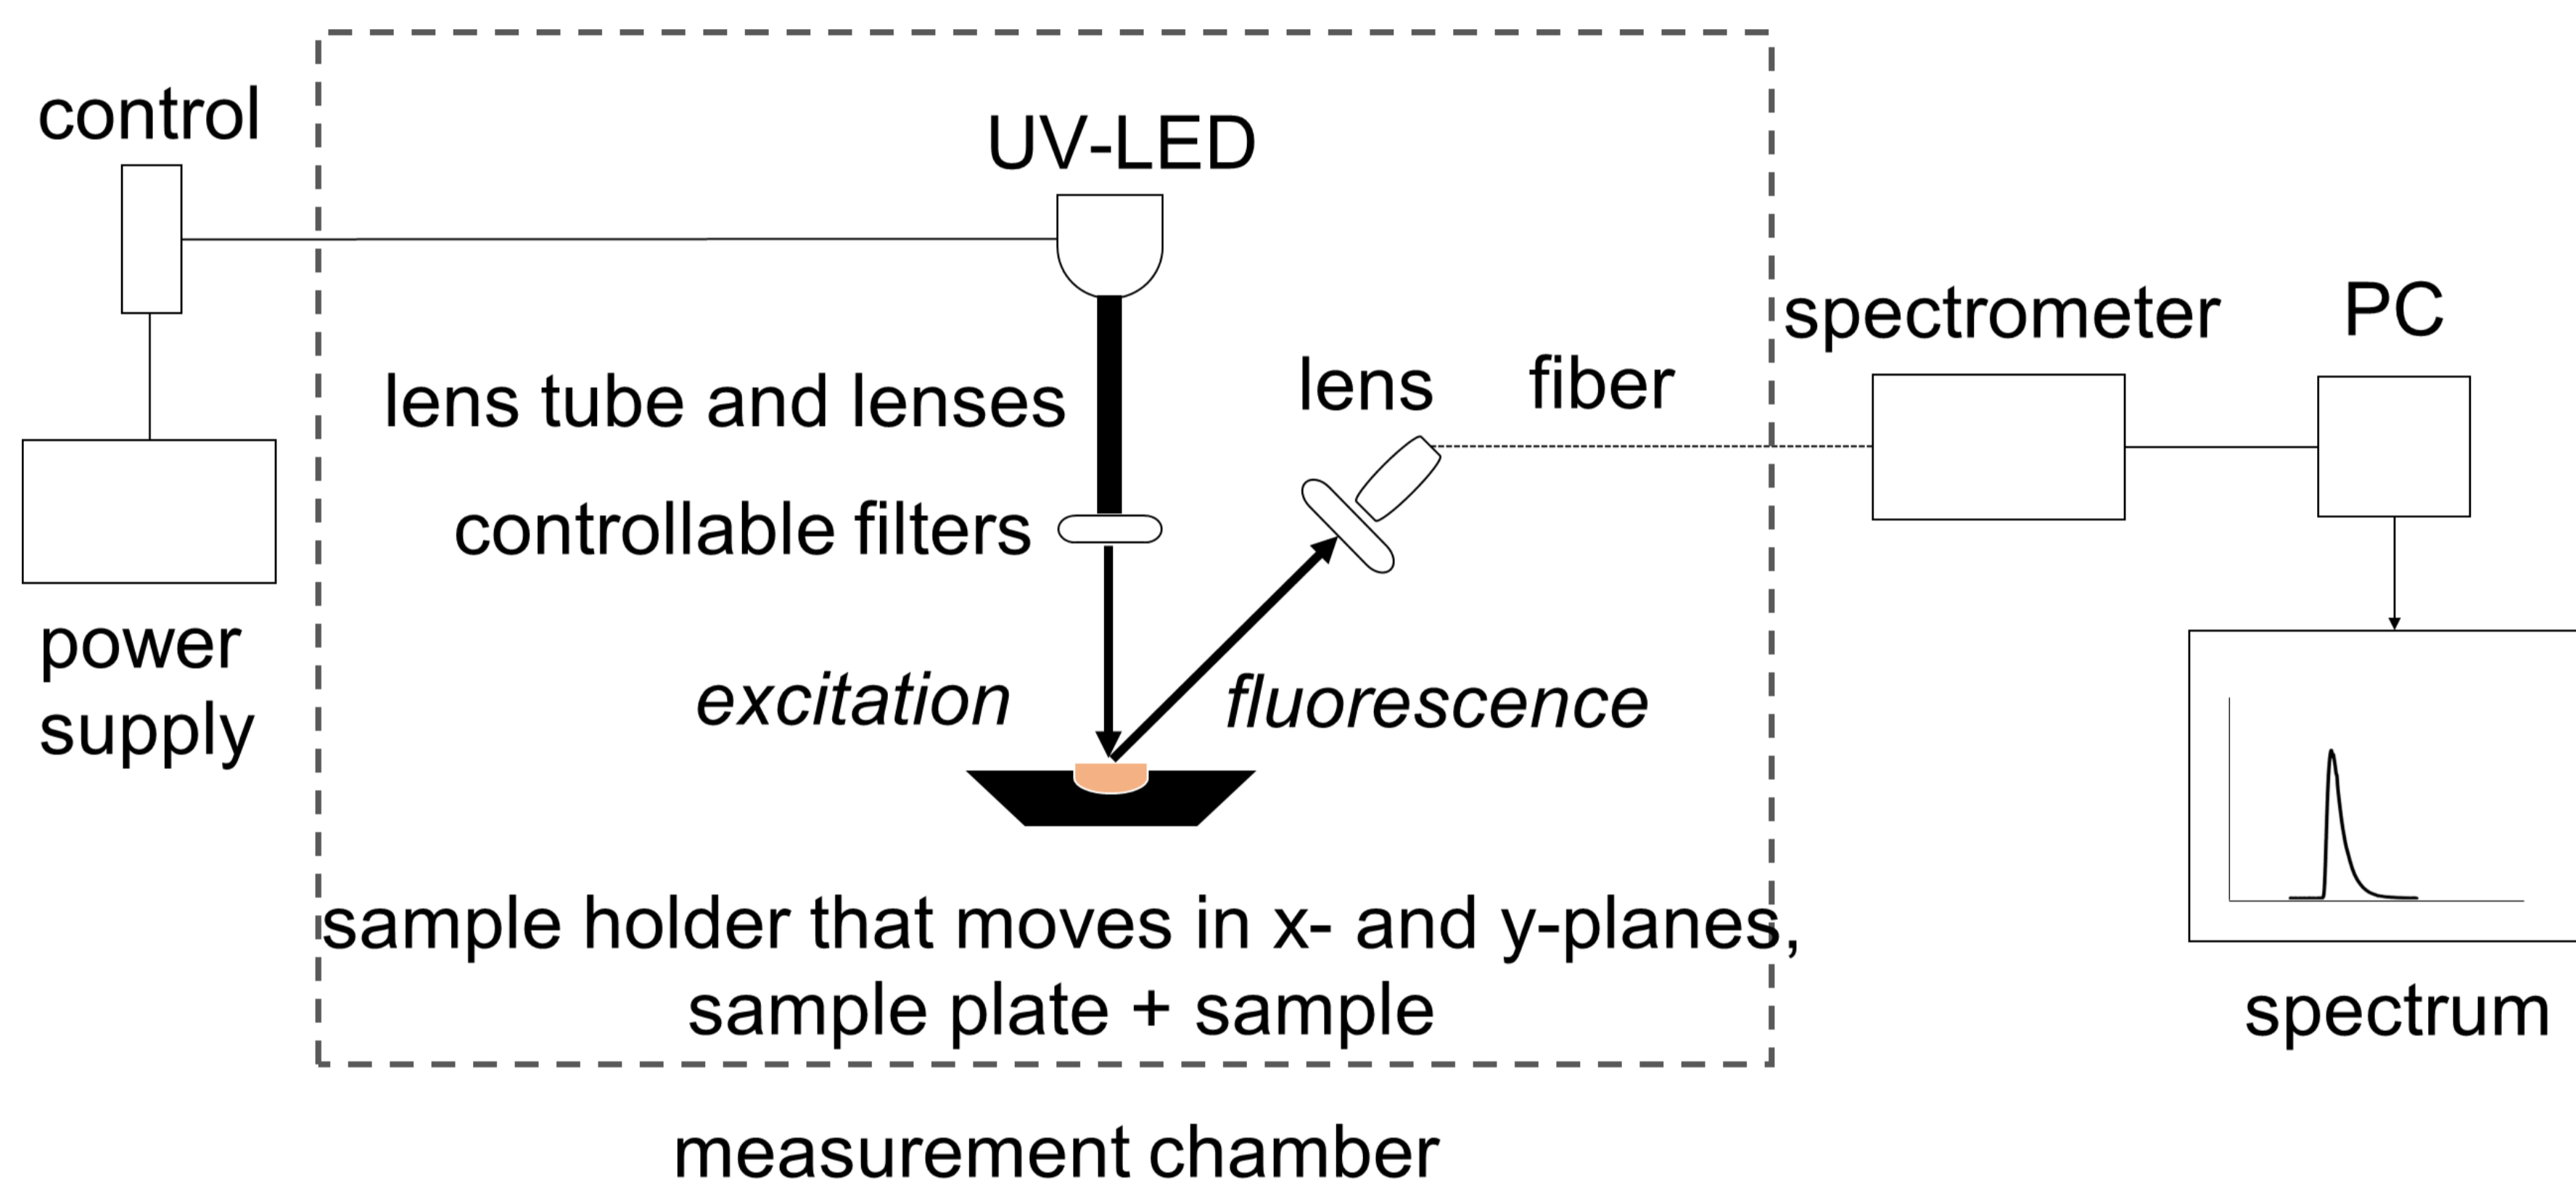 control
UV-LED
spectrometer
PC
lens
fiber
lens tube and lenses
controllable filters
power
supply
excitation
fluorescence
sample holder that moves in x- and y-planes,
sample plate + sample
spectrum
measurement chamber